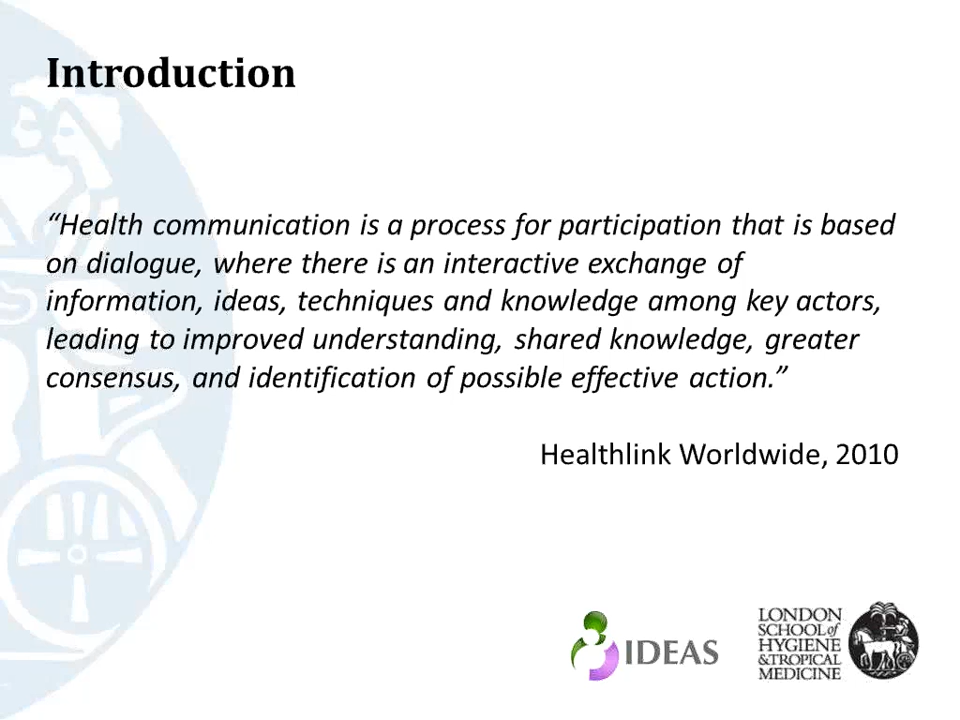 Introduction
“Health communication is a process for participation that is based
on dialogue, where there is an interactive exchange of
information, ideas, techniques and knowledge among key actors,
leading to improved understanding, shared knowledge, greater
consensus, and identification of possible effective action.”
Healthlink Worldwide, 2010
IDEAS
LONDON
SCHOOL of
HYGIENE
& TROPICAL
MEDICINE